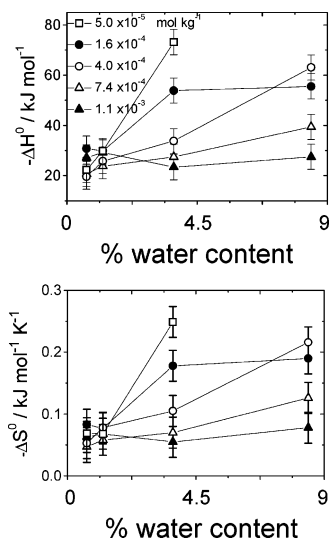 5.0 x10⁻⁵ mol kg⁻¹
1.6 x10⁻⁴
4.0 x10⁻⁴
7.4 x10⁻⁴
1.1 x10⁻³
-ΔH⁰ / kJ mol⁻¹
80
60
40
20
0
4.5
9
% water content
-ΔS⁰ / kJ mol⁻¹ K⁻¹
0.3
0.2
0.1
0.0
0
4.5
9
% water content